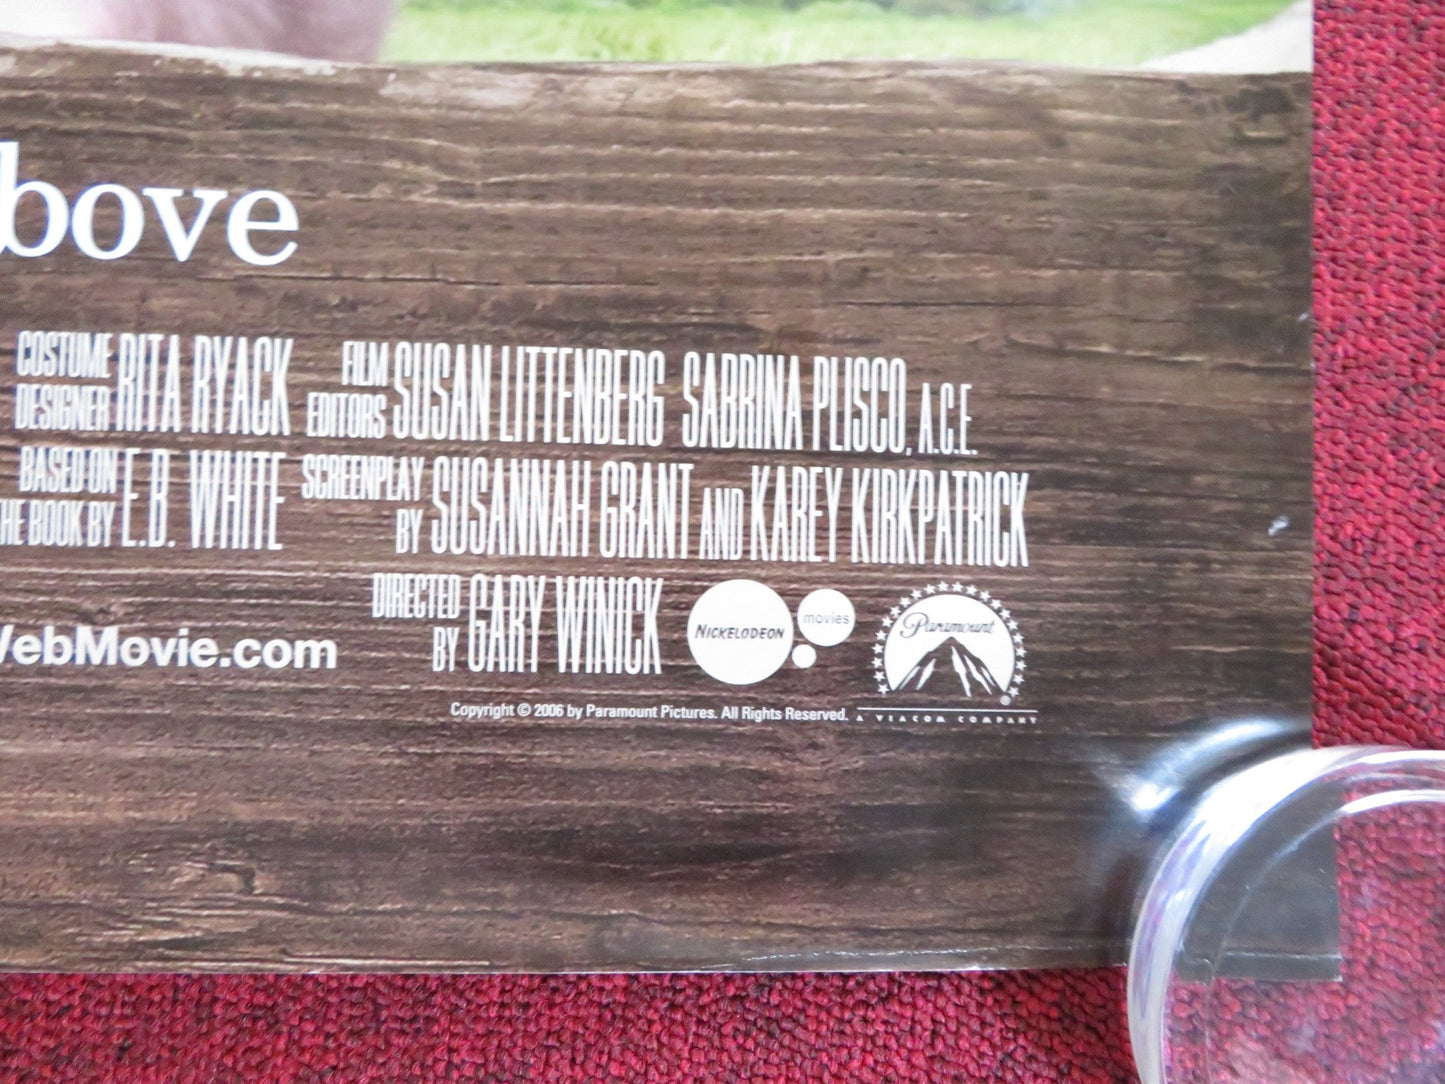 bove
COSTUME DESIGNER RITA RYACK FILM EDITORS SUSAN LITTENBERG SABRINA PLISCO, A.C.E.
BASED ON THE BOOK BY E.B. WHITE SCREENPLAY BY SUSANNAH GRANT AND KAREY KIRKPATRICK
DIRECTED BY GARY WINICK NICKELODEON movies Paramount ®
WebMovie.com
Copyright © 2006 by Paramount Pictures. All Rights Reserved. A VIACOM COMPANY